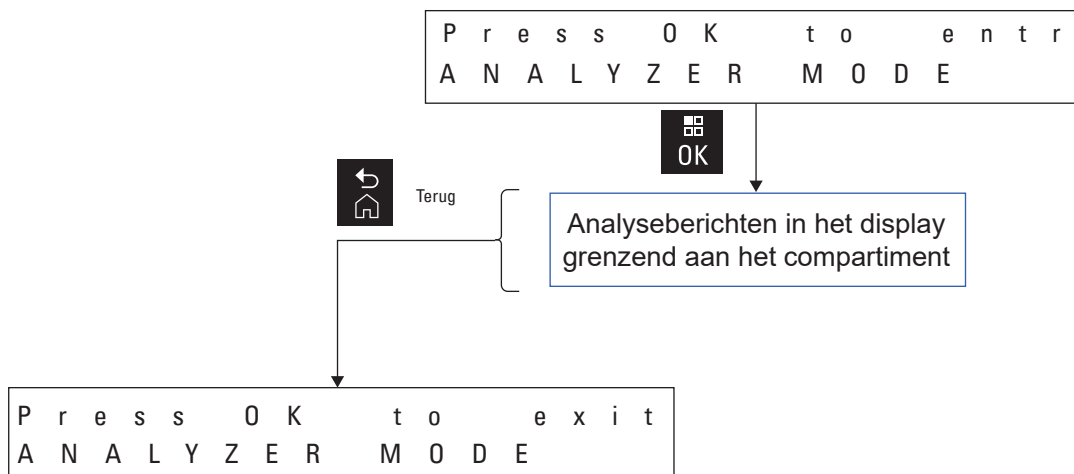 Press OK to entr
ANALYZER MODE
OK
Terug
Analyseberichten in het display
grenzend aan het compartiment
Press OK to exit
ANALYZER MODE